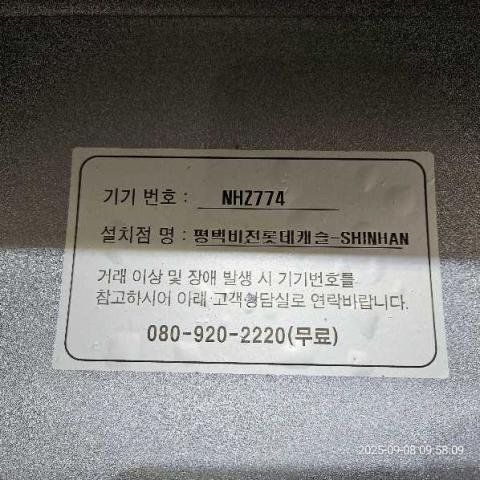 기기 번호 : NHZ774
설치점 명 : 평택비전롯데캐슬-SHINHAN
거래 이상 및 장애 발생 시 기기번호를
참고하시어 아래 고객상담실로 연락바랍니다.
080-920-2220(무료)
2025-09-08 09:58:09